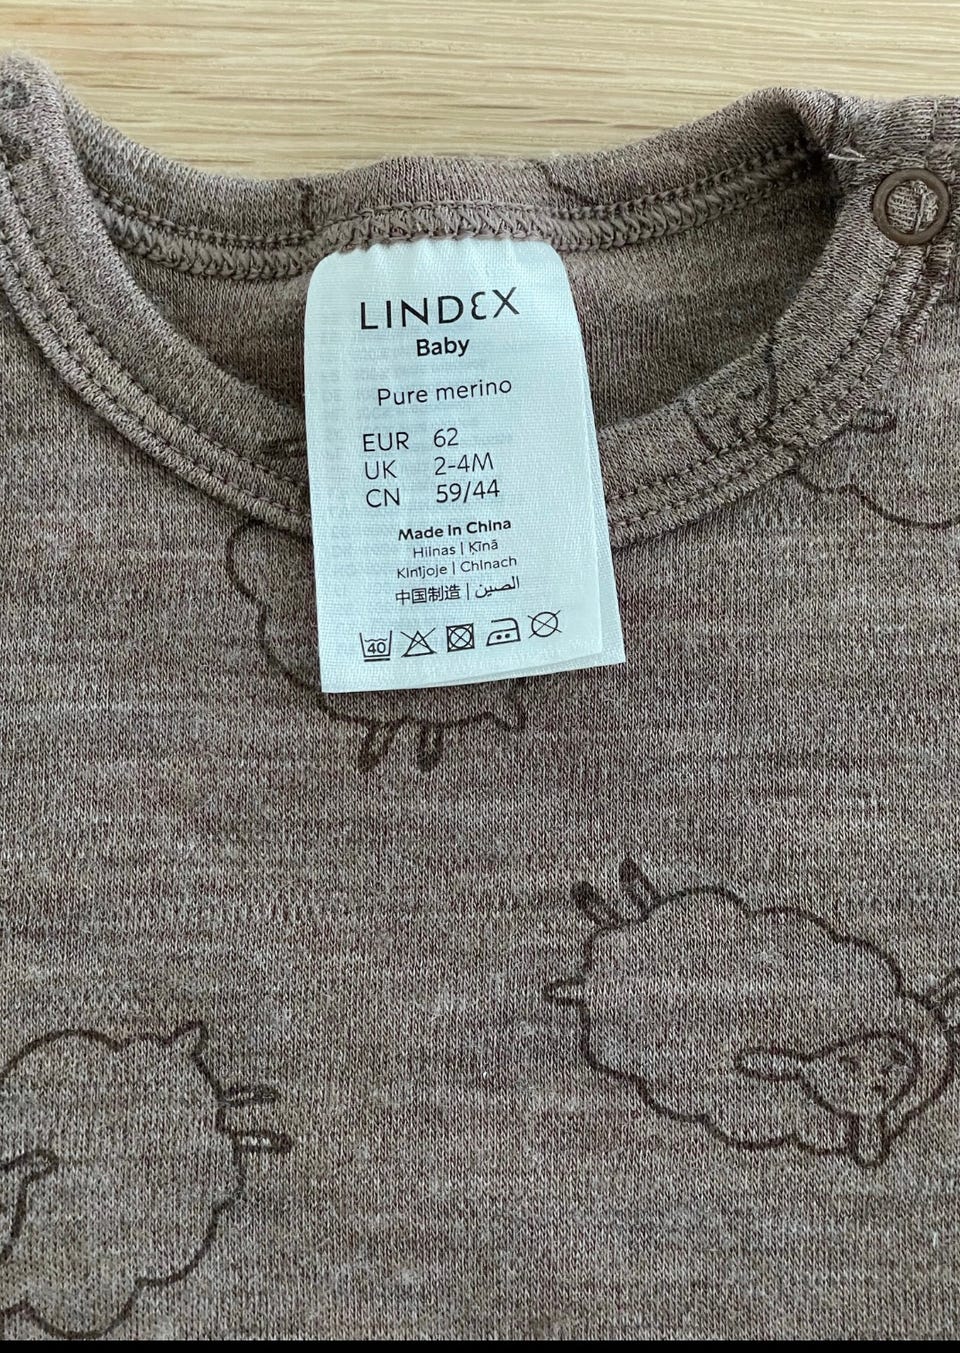 LINDEX
Baby
Pure merino
EUR 62
UK 2-4M
CN 59/44
Made in China
Hiinas | Ķīnā
Kinijoje | Chinach
中国制造 | الصين
40